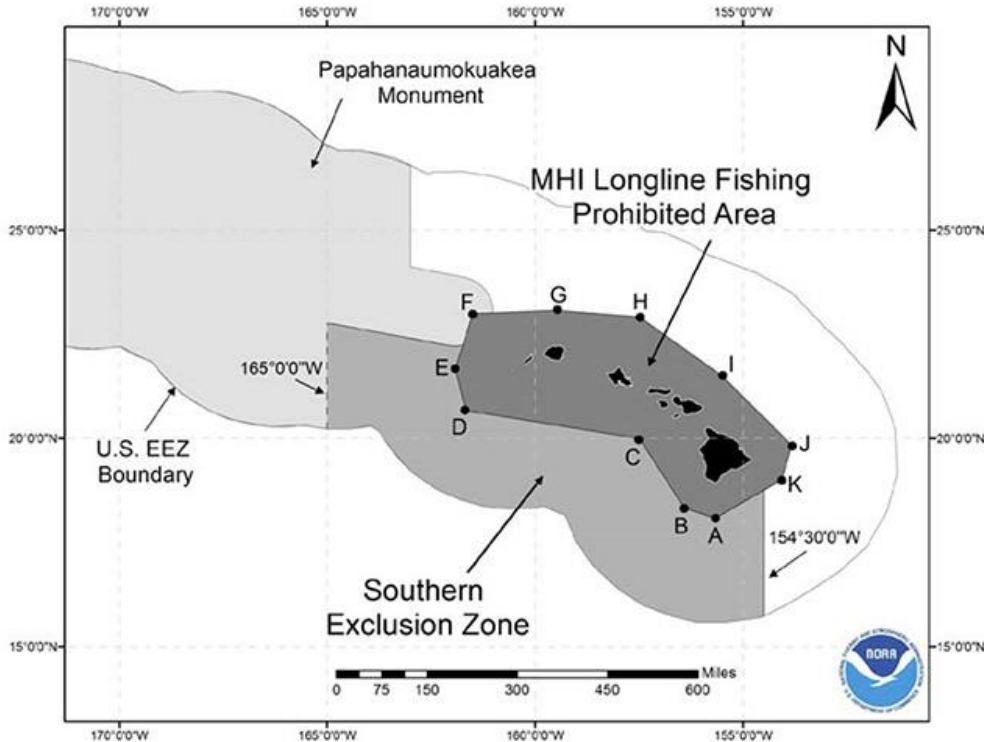 170°0'0"W
165°0'0"W
160°0'0"W
155°0'0"W
N
Papahanaumokuakea
Monument
MHI Longline Fishing
Prohibited Area
25°0'0"N
25°0'0"N
F
G
H
165°0'0"W
E
I
D
20°0'0"N
20°0'0"N
C
J
U.S. EEZ
Boundary
K
B
A
154°30'0"W
Southern
Exclusion Zone
15°0'0"N
15°0'0"N
Miles
0 75 150 300 450 600
NOAA
170°0'0"W
165°0'0"W
160°0'0"W
155°0'0"W